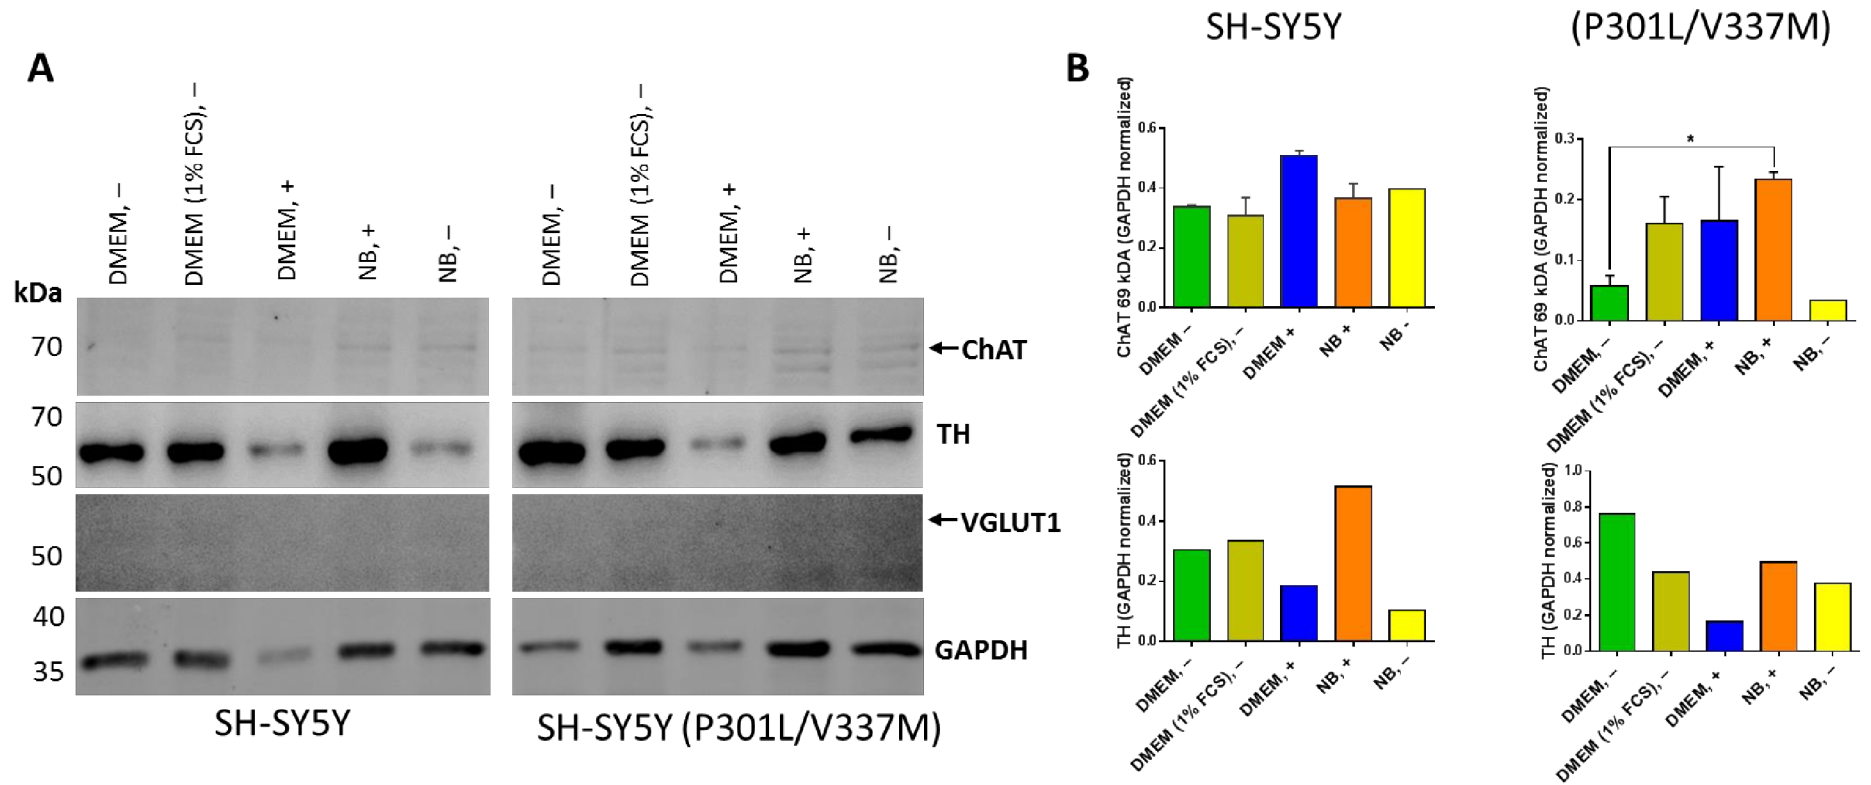 A
DMEM, –
DMEM (1% FCS), –
DMEM, +
NB, +
NB, –
DMEM, –
DMEM (1% FCS), –
DMEM, +
NB, +
NB, –
kDa
70
70
50
50
40
35
ChAT
TH
VGLUT1
GAPDH
SH-SY5Y
SH-SY5Y (P301L/V337M)
B
SH-SY5Y
(P301L/V337M)
ChAT 69 kDA (GAPDH normalized)
0.6
0.4
0.2
0.0
DMEM –
DMEM (1% FCS), –
DMEM +
NB +
NB -
ChAT 69 kDA (GAPDH normalized)
0.3
0.2
0.1
0.0
*
DMEM, –
DMEM (1% FCS), –
DMEM, +
NB, +
NB, –
TH (GAPDH normalized)
0.6
0.4
0.2
0.0
DMEM, –
DMEM (1% FCS), –
DMEM, +
NB, +
NB, –
TH (GAPDH normalized)
1.0
0.8
0.6
0.4
0.2
0.0
DMEM, –
DMEM (1% FCS), –
DMEM, +
NB, +
NB, –